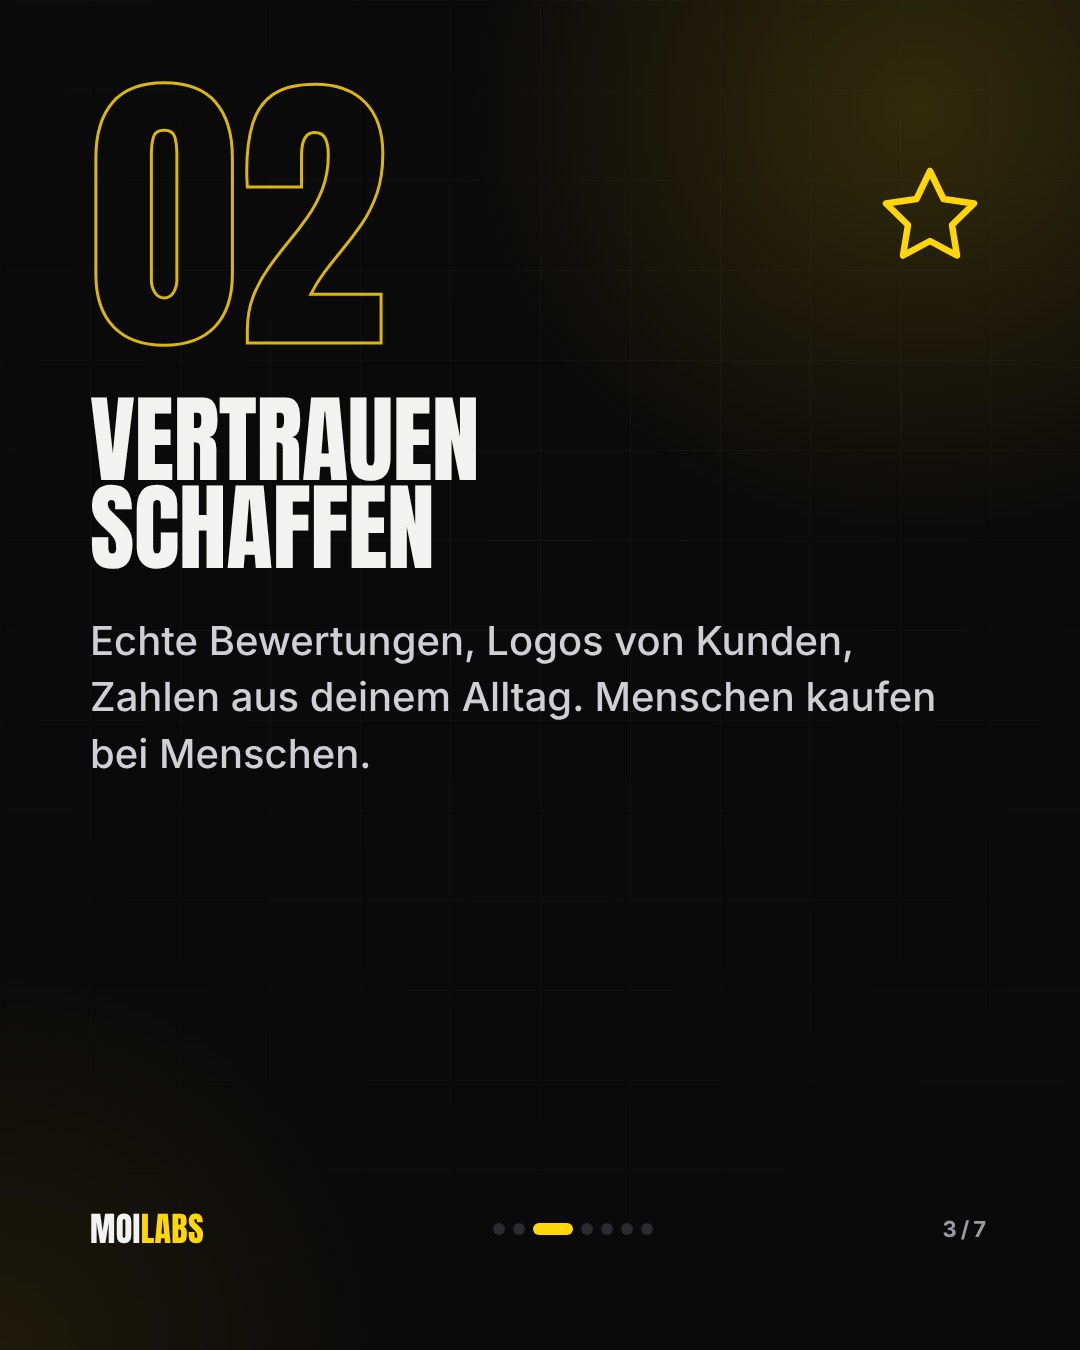 02
VERTRAUEN
SCHAFFEN
Echte Bewertungen, Logos von Kunden,
Zahlen aus deinem Alltag. Menschen kaufen
bei Menschen.
MOILABS
3/7